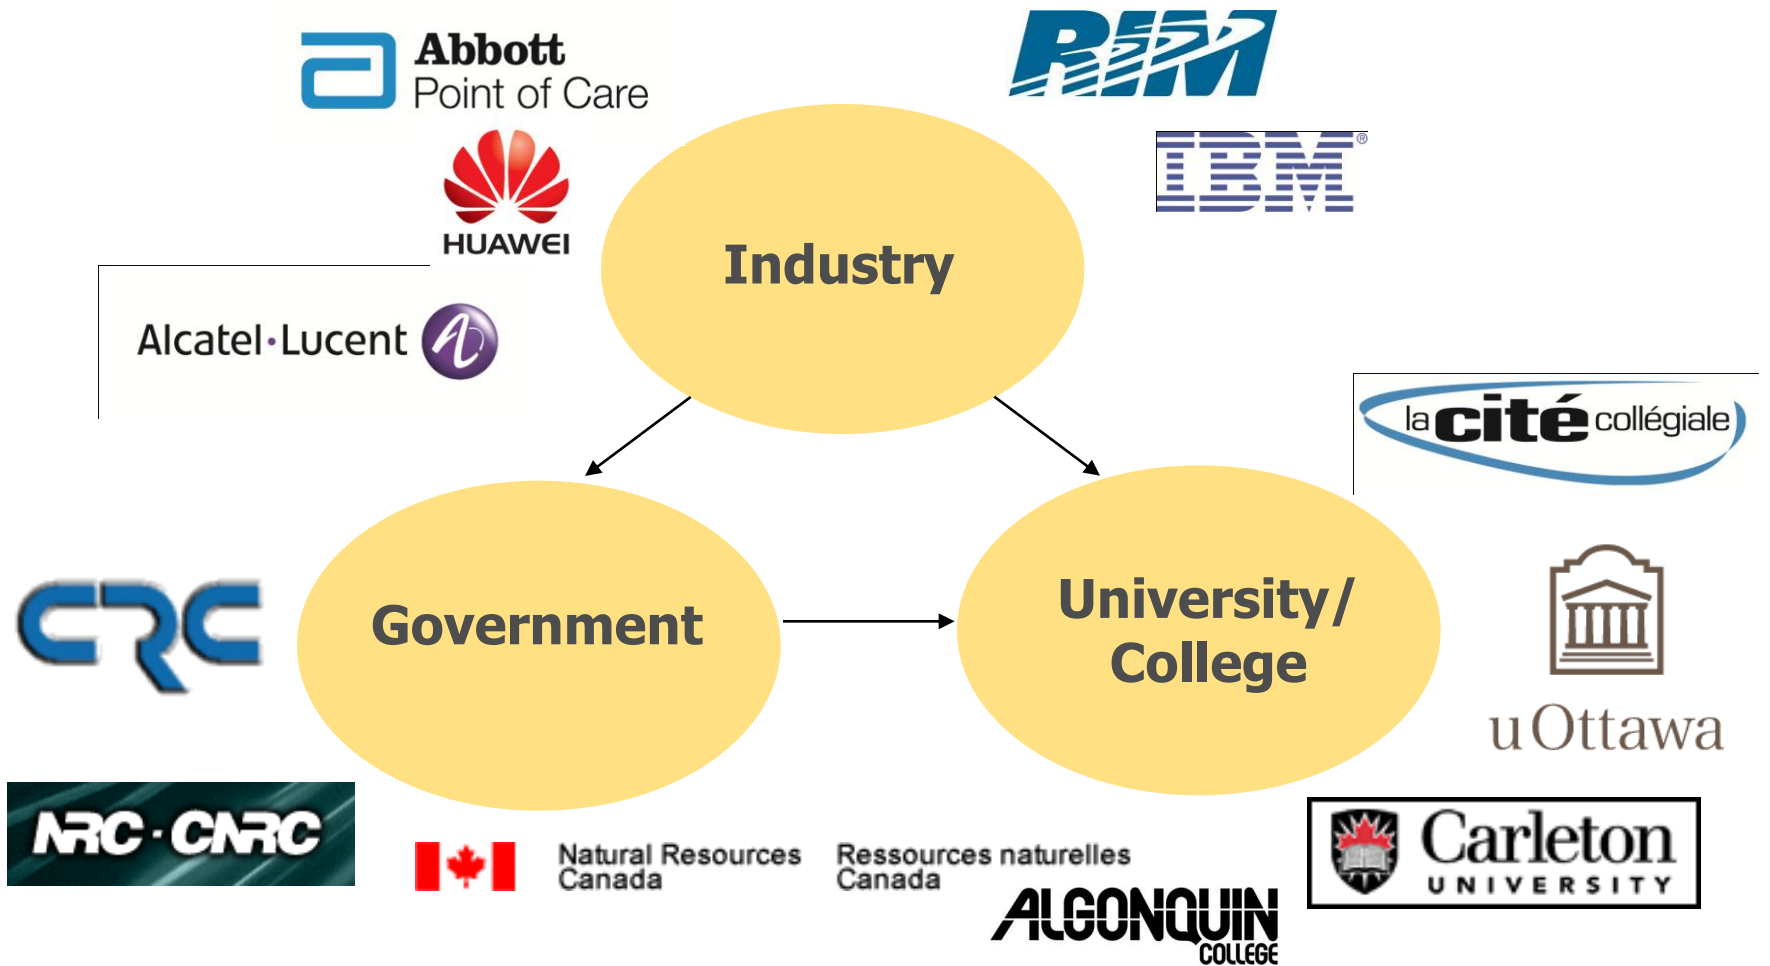 Abbott
Point of Care
RIM
HUAWEI
IBM®
Industry
Alcatel·Lucent
la cité collégiale
CRC
Government
University/
College
uOttawa
NRC·CNRC
Natural Resources
Canada
Ressources naturelles
Canada
ALGONQUIN
COLLEGE
Carleton
UNIVERSITY